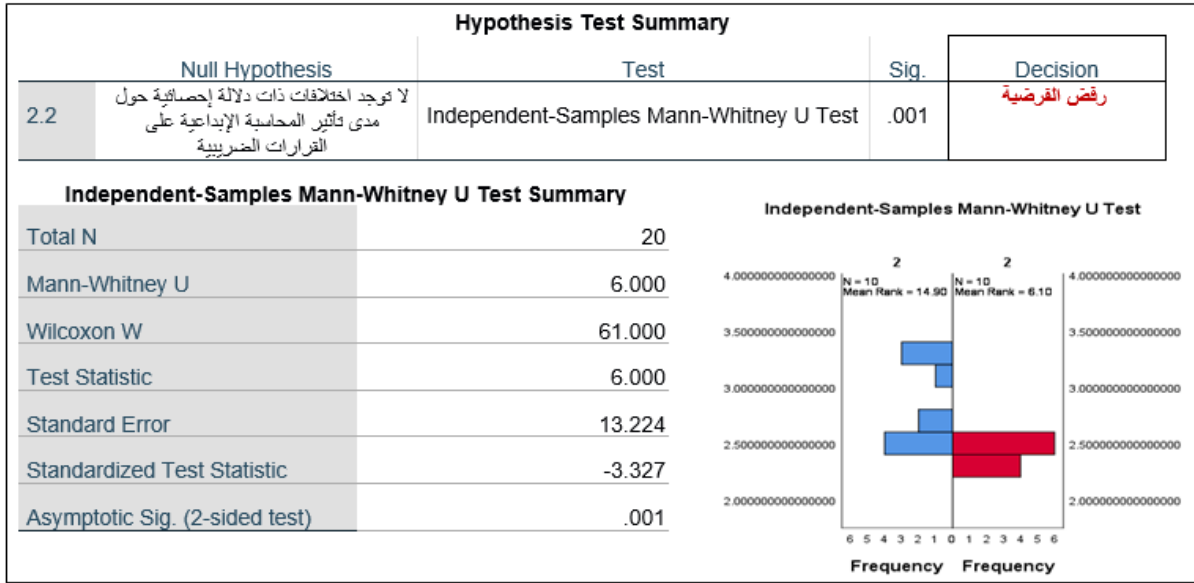 Hypothesis Test Summary
Null Hypothesis Test Sig. Decision
2.2 لا توجد اختلافات ذات دلالة إحصائية حول Independent-Samples Mann-Whitney U Test .001 رفض الفرضية
مدى تأثير المحاسبة الإبداعية على
القرارات الضريبية
Independent-Samples Mann-Whitney U Test Summary
Total N 20
Mann-Whitney U 6.000
Wilcoxon W 61.000
Test Statistic 6.000
Standard Error 13.224
Standardized Test Statistic -3.327
Asymptotic Sig. (2-sided test) .001
Independent-Samples Mann-Whitney U Test
2 2
N = 10 N = 10
Mean Rank = 14.90 Mean Rank = 6.10
4.000000000000000 4.000000000000000
3.500000000000000 3.500000000000000
3.000000000000000 3.000000000000000
2.500000000000000 2.500000000000000
2.000000000000000 2.000000000000000
6 5 4 3 2 1 0 1 2 3 4 5 6
Frequency Frequency